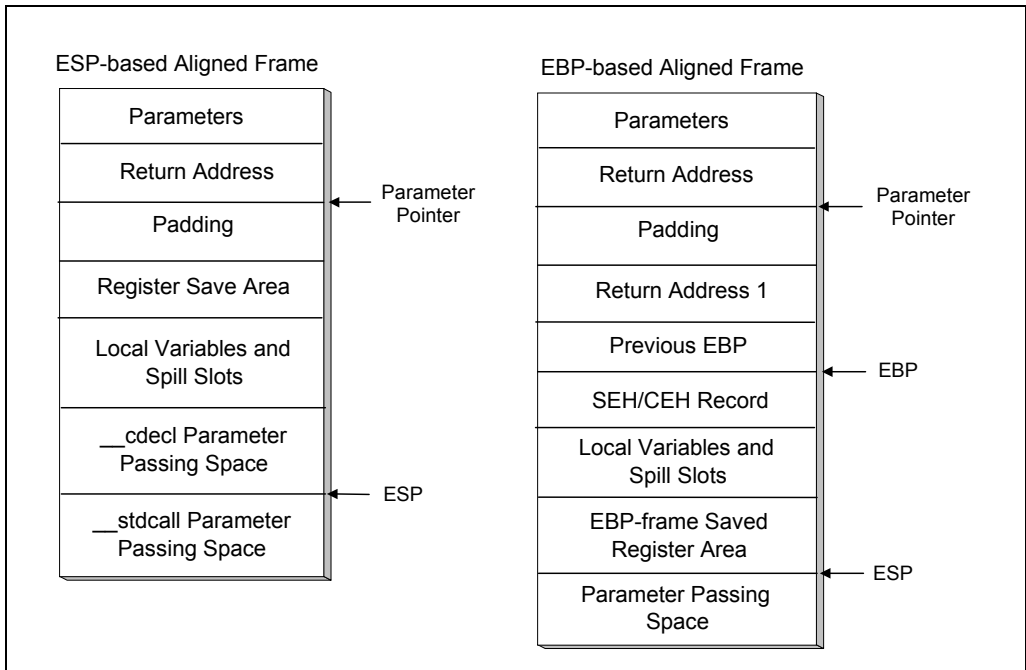 ESP-based Aligned Frame
Parameters
Return Address
Parameter
Pointer
Padding
Register Save Area
Local Variables and
Spill Slots
__cdecl Parameter
Passing Space
ESP
__stdcall Parameter
Passing Space
EBP-based Aligned Frame
Parameters
Return Address
Parameter
Pointer
Padding
Return Address 1
Previous EBP
EBP
SEH/CEH Record
Local Variables and
Spill Slots
EBP-frame Saved
Register Area
ESP
Parameter Passing
Space